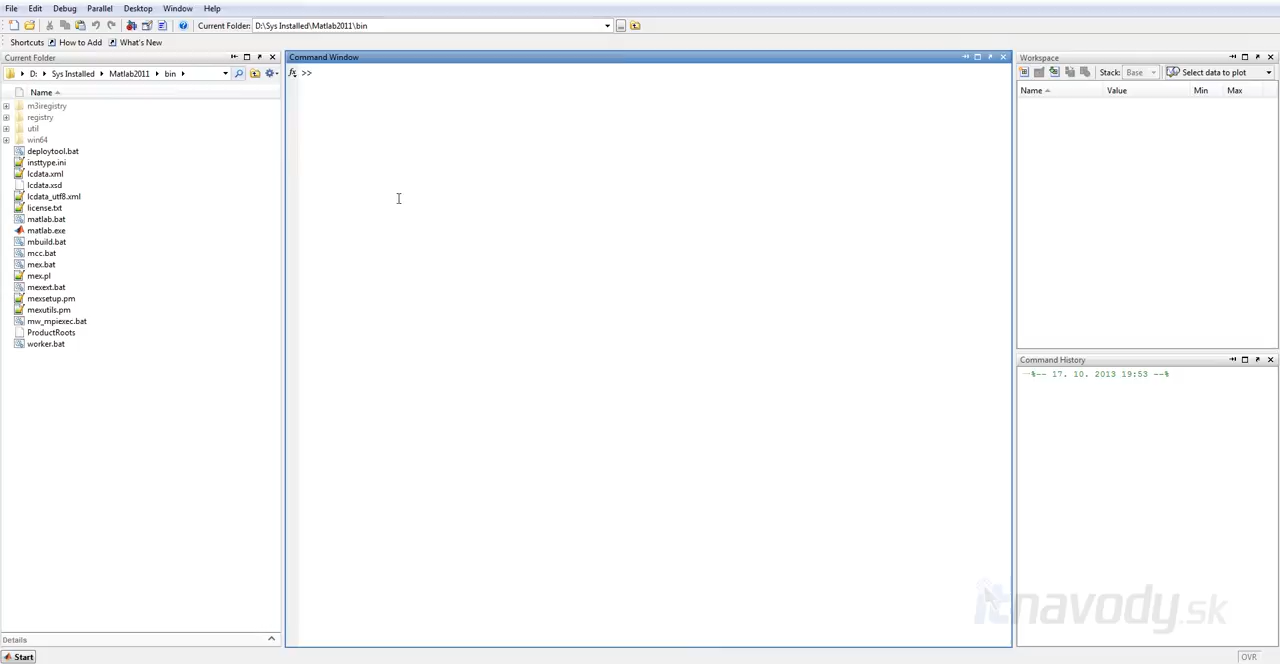 File Edit Debug Parallel Desktop Window Help
Current Folder: D:\Sys Installed\Matlab2011\bin
Shortcuts How to Add What's New
Current Folder
D: Sys Installed Matlab2011 bin
Name
m3iregistry
registry
util
win64
deploytool.bat
insttype.ini
lcdata.xml
lcdata.xsd
lcdata_utf8.xml
license.txt
matlab.bat
matlab.exe
mbuild.bat
mcc.bat
mex.bat
mex.pl
mexext.bat
mexsetup.pm
mexutils.pm
mw_mpiexec.bat
ProductRoots
worker.bat
Details
Start
Command Window
fx >>
Workspace
Stack: Base Select data to plot
Name Value Min Max
Command History
%-- 17. 10. 2013 19:53 --%
itnavody.sk
OVR